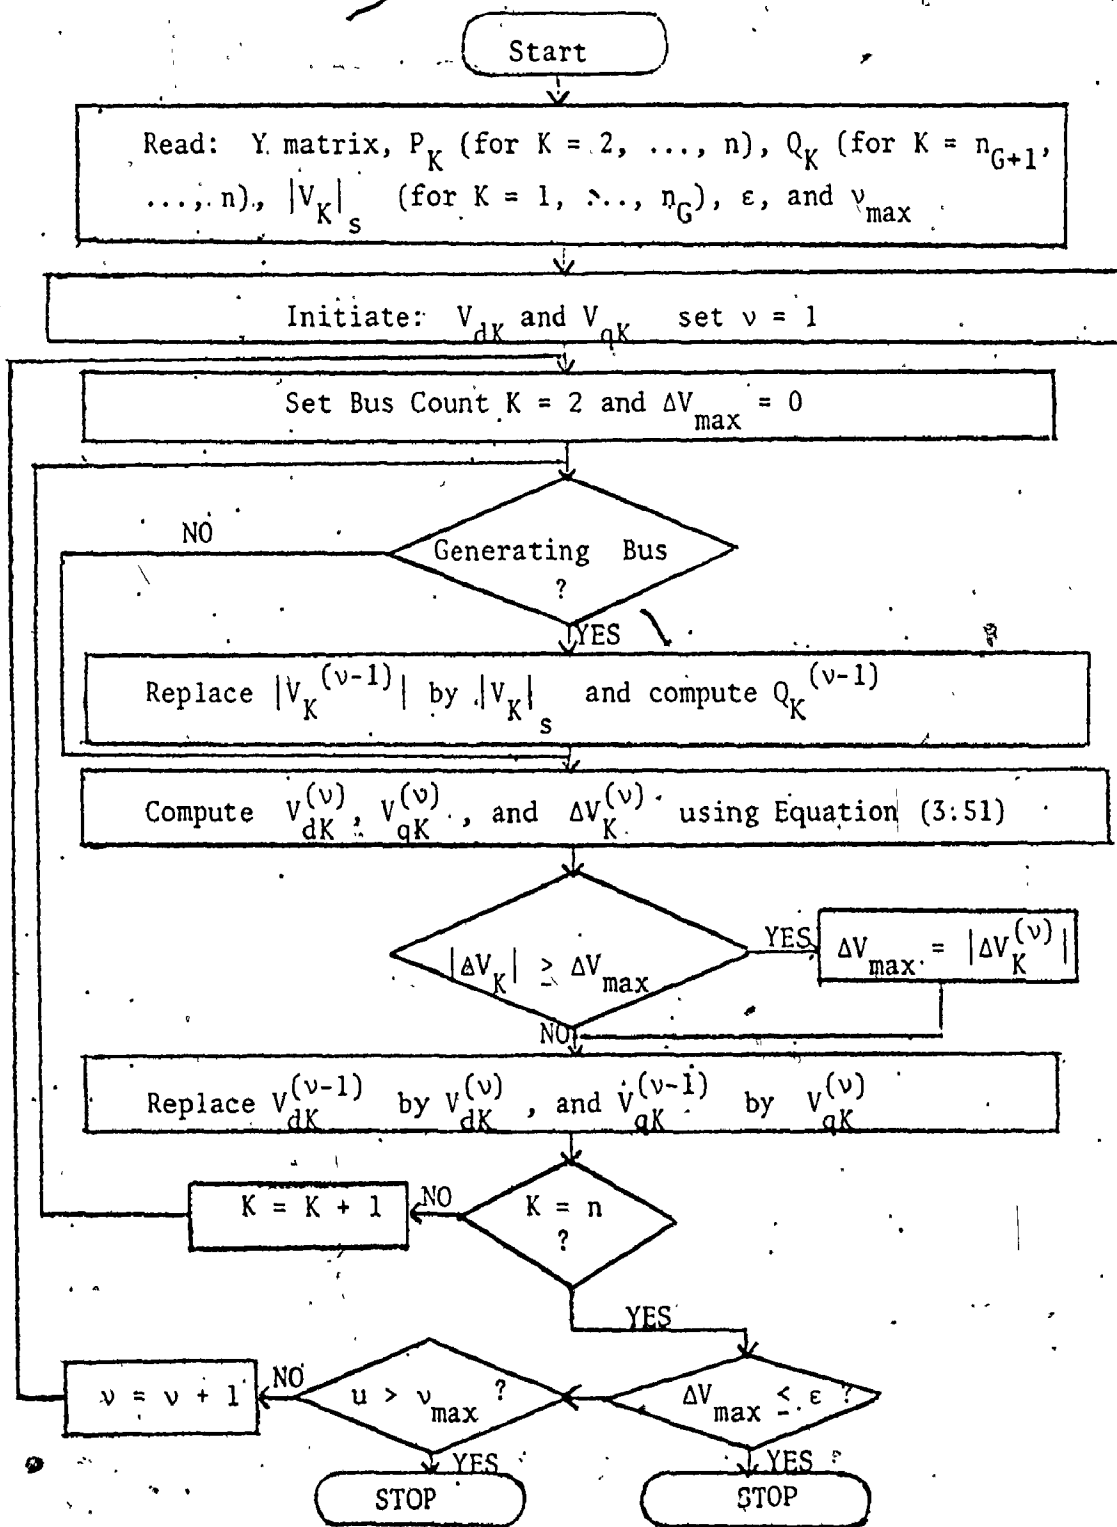 Start
Read: Y matrix, P_K (for K = 2, ..., n), Q_K (for K = n_{G+1},
..., n), |V_K|_s (for K = 1, ..., n_G), ε, and ν_max
Initiate: V_dK and V_qK set ν = 1
Set Bus Count K = 2 and ΔV_max = 0
NO
Generating Bus
?
YES
Replace |V_K^(ν-1)| by |V_K|_s and compute Q_K^(ν-1)
Compute V_dK^(ν), V_qK^(ν), and ΔV_K^(ν) using Equation (3:51)
|ΔV_K| ≥ ΔV_max
YES
ΔV_max = |ΔV_K^(ν)|
NO
Replace V_dK^(ν-1) by V_dK^(ν), and V_qK^(ν-1) by V_qK^(ν)
K = K + 1
NO
K = n
?
YES
ν = ν + 1
NO
u > ν_max ?
ΔV_max ≤ ε ?
YES
YES
STOP
STOP